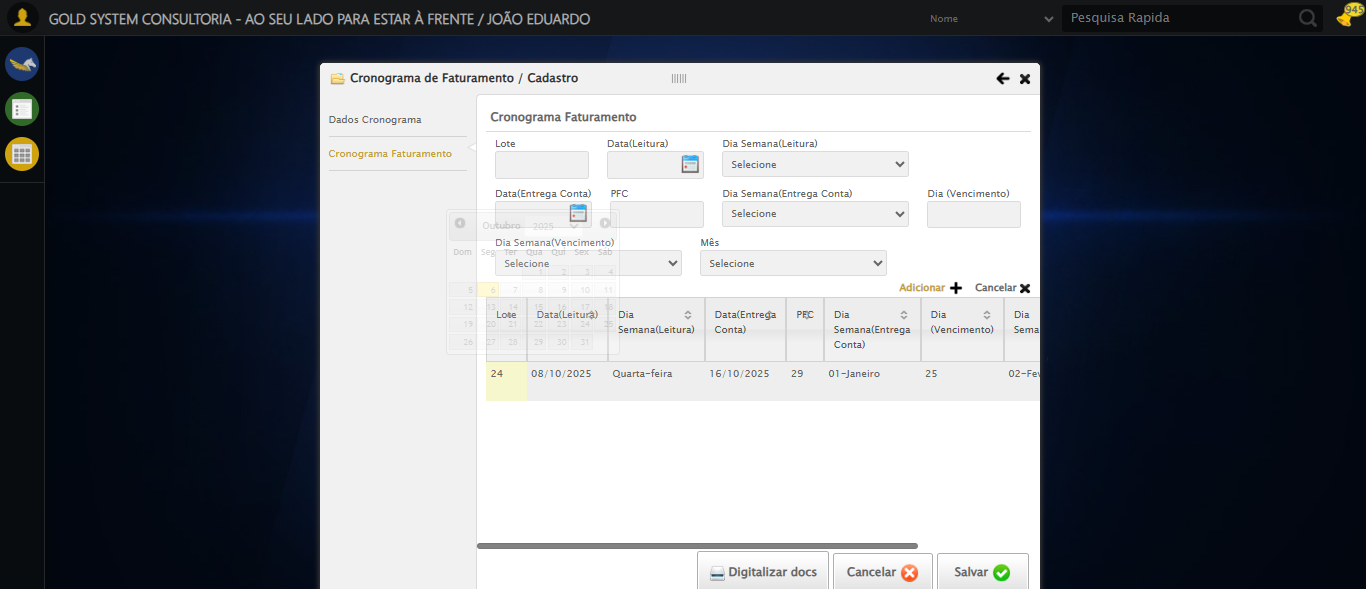 GOLD SYSTEM CONSULTORIA - AO SEU LADO PARA ESTAR À FRENTE / JOÃO EDUARDO
Nome
Pesquisa Rapida
945
Cronograma de Faturamento / Cadastro
Dados Cronograma
Cronograma Faturamento
Cronograma Faturamento
Lote Data(Leitura) Dia Semana(Leitura)
Selecione
Data(Entrega Conta) PFC Dia Semana(Entrega Conta) Dia (Vencimento)
Selecione
Outubro 2025
Dia Semana(Vencimento) Mês
Dom Seg Ter Qua Qui Sex Sáb
Selecione Selecione
1 2 3 4
5 6 7 8 9 10 11
12 13 14 15 16 17 18
19 20 21 22 23 24 25
26 27 28 29 30 31
Adicionar Cancelar
Lote Data(Leitura) Dia Semana(Leitura) Data(Entrega Conta) PFC Dia Semana(Entrega Conta) Dia (Vencimento) Dia Sema
24 08/10/2025 Quarta-feira 16/10/2025 29 01-Janeiro 25 02-Fev
Digitalizar docs Cancelar Salvar